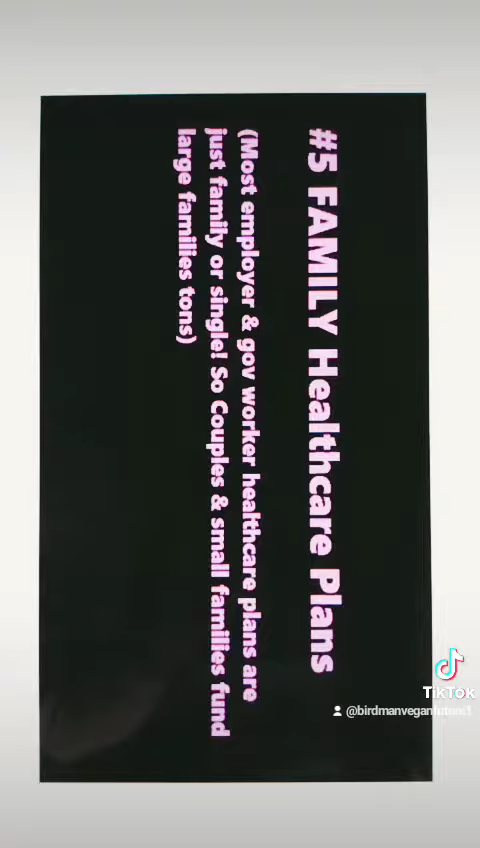 #5 FAMILY Healthcare Plans
(Most employer & gov worker healthcare plans are
just family or single! So Couples & small families fund
large families tons)
TikTok